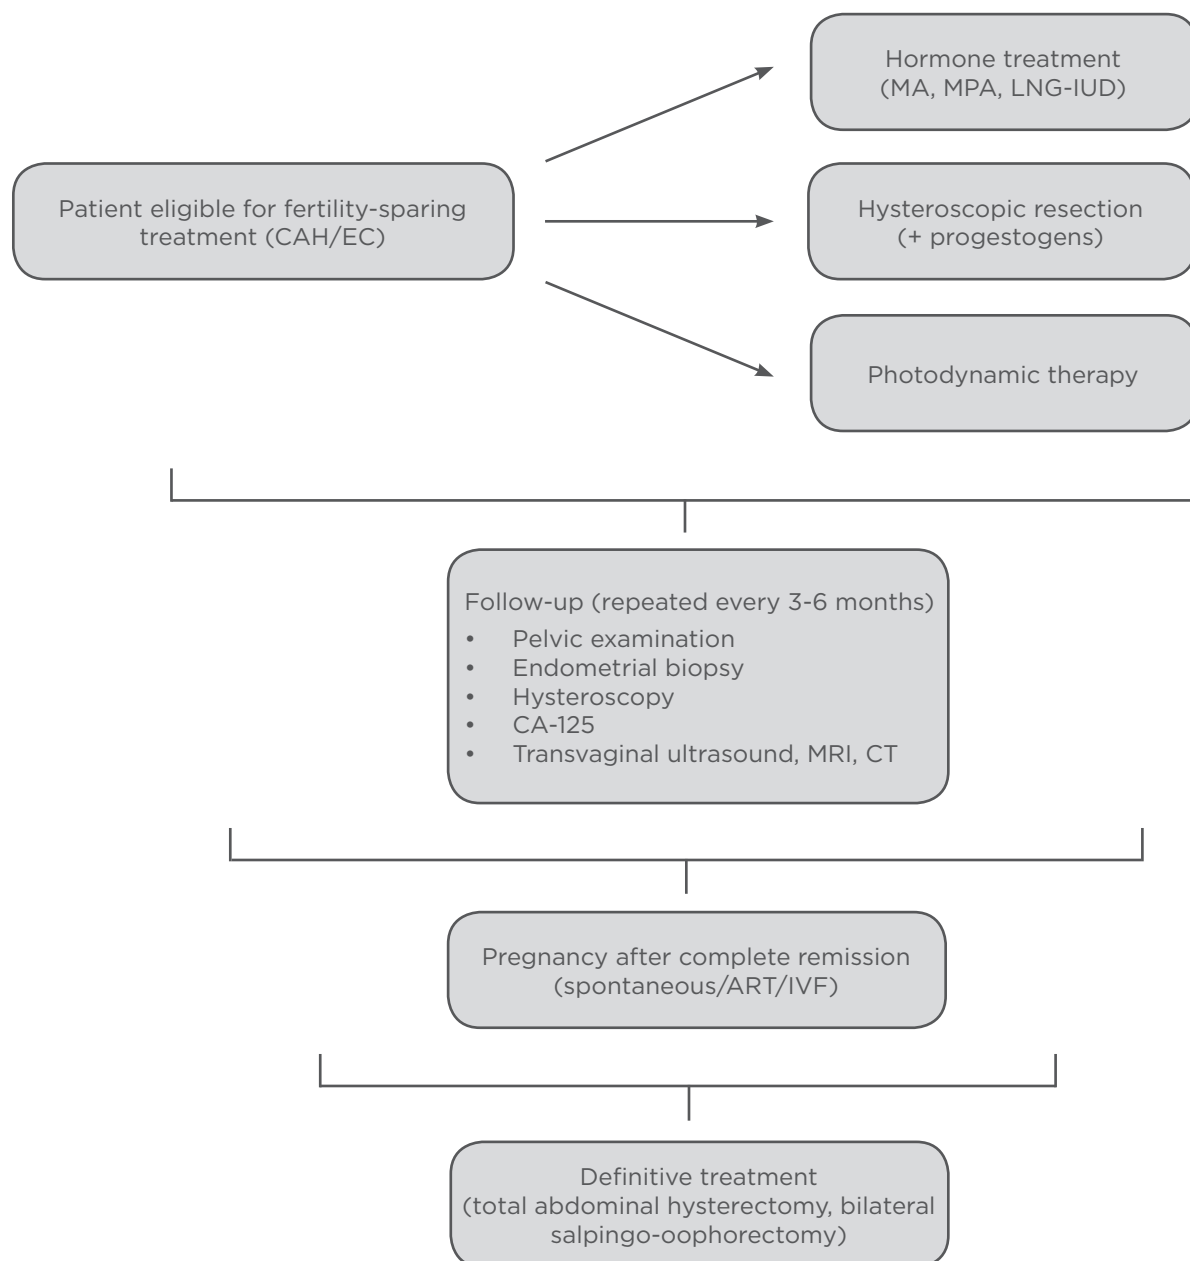 Hormone treatment
(MA, MPA, LNG-IUD)
Patient eligible for fertility-sparing
treatment (CAH/EC)
Hysteroscopic resection
(+ progestogens)
Photodynamic therapy
Follow-up (repeated every 3-6 months)
• Pelvic examination
• Endometrial biopsy
• Hysteroscopy
• CA-125
• Transvaginal ultrasound, MRI, CT
Pregnancy after complete remission
(spontaneous/ART/IVF)
Definitive treatment
(total abdominal hysterectomy, bilateral
salpingo-oophorectomy)